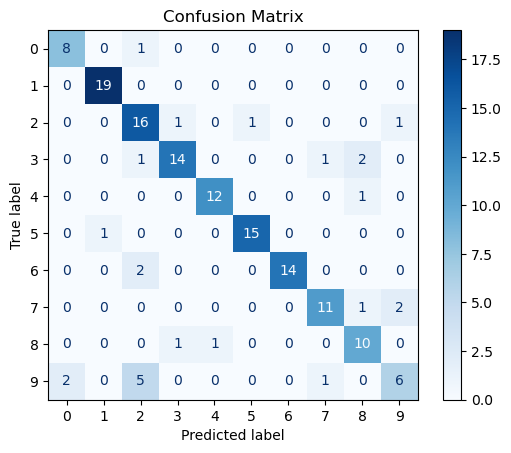 Confusion Matrix
0 8 0 1 0 0 0 0 0 0 0
1 0 19 0 0 0 0 0 0 0 0
2 0 0 16 1 0 1 0 0 0 1
3 0 0 1 14 0 0 0 1 2 0
4 0 0 0 0 12 0 0 0 1 0
5 0 1 0 0 0 15 0 0 0 0
6 0 0 2 0 0 0 14 0 0 0
7 0 0 0 0 0 0 0 11 1 2
8 0 0 0 1 1 0 0 0 10 0
9 2 0 5 0 0 0 0 1 0 6
0 1 2 3 4 5 6 7 8 9
True label
Predicted label
17.5
15.0
12.5
10.0
7.5
5.0
2.5
0.0